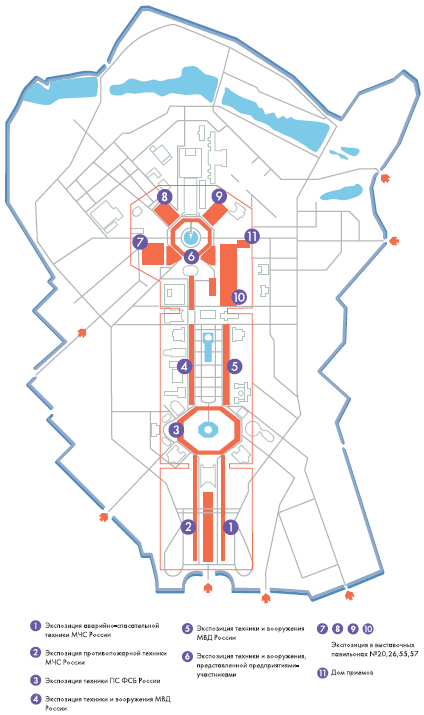 8
9
7
6
11
10
4
5
3
2
1
1 Экспозиция аварийно-спасательной
техники МЧС России
2 Экспозиция противопожарной техники
МЧС России
3 Экспозиция техники ПС ФСБ России
4 Экспозиция техники и вооружения МВД
России
5 Экспозиция техники и вооружения
МВД России
6 Экспозиция техники и вооружения,
представленной предприятиями-
участниками
7 8 9 10
Экспозиция в выставочных
павильонах №20,26,55,57
11 Дом приемов